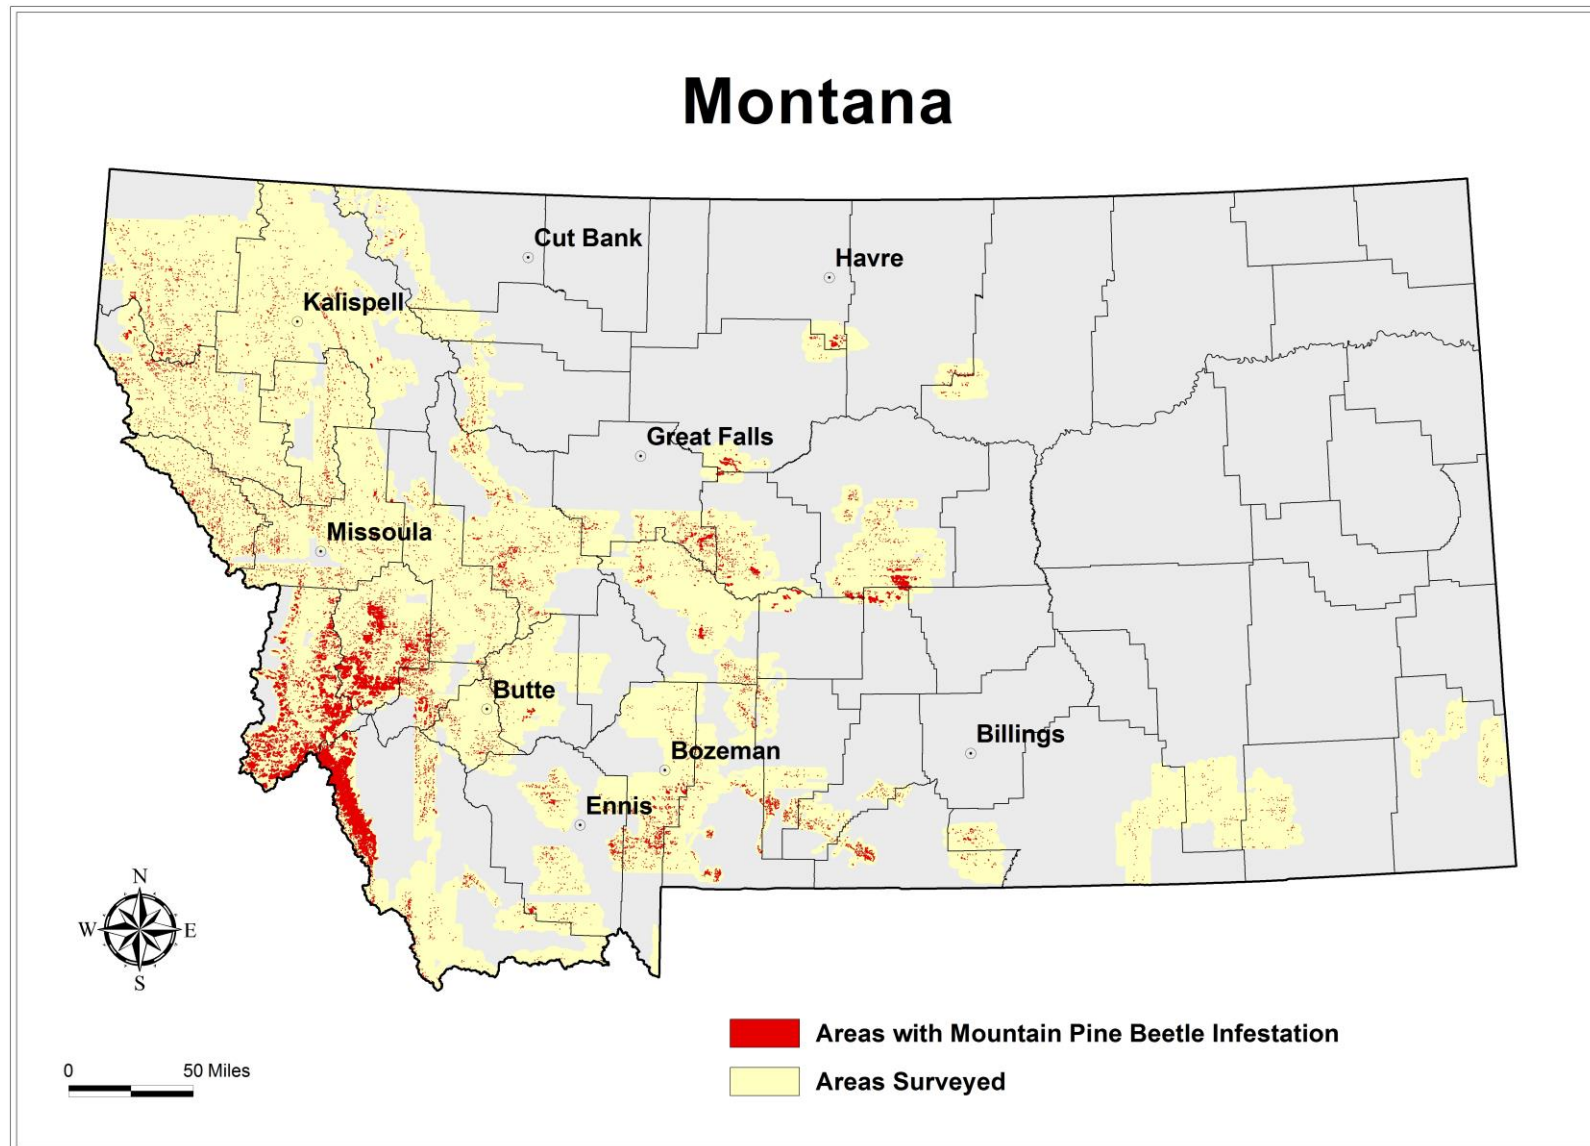 Montana
Cut Bank
Havre
Kalispell
Great Falls
Missoula
Butte
Billings
Bozeman
Ennis
N
W E
S
Areas with Mountain Pine Beetle Infestation
0 50 Miles
Areas Surveyed